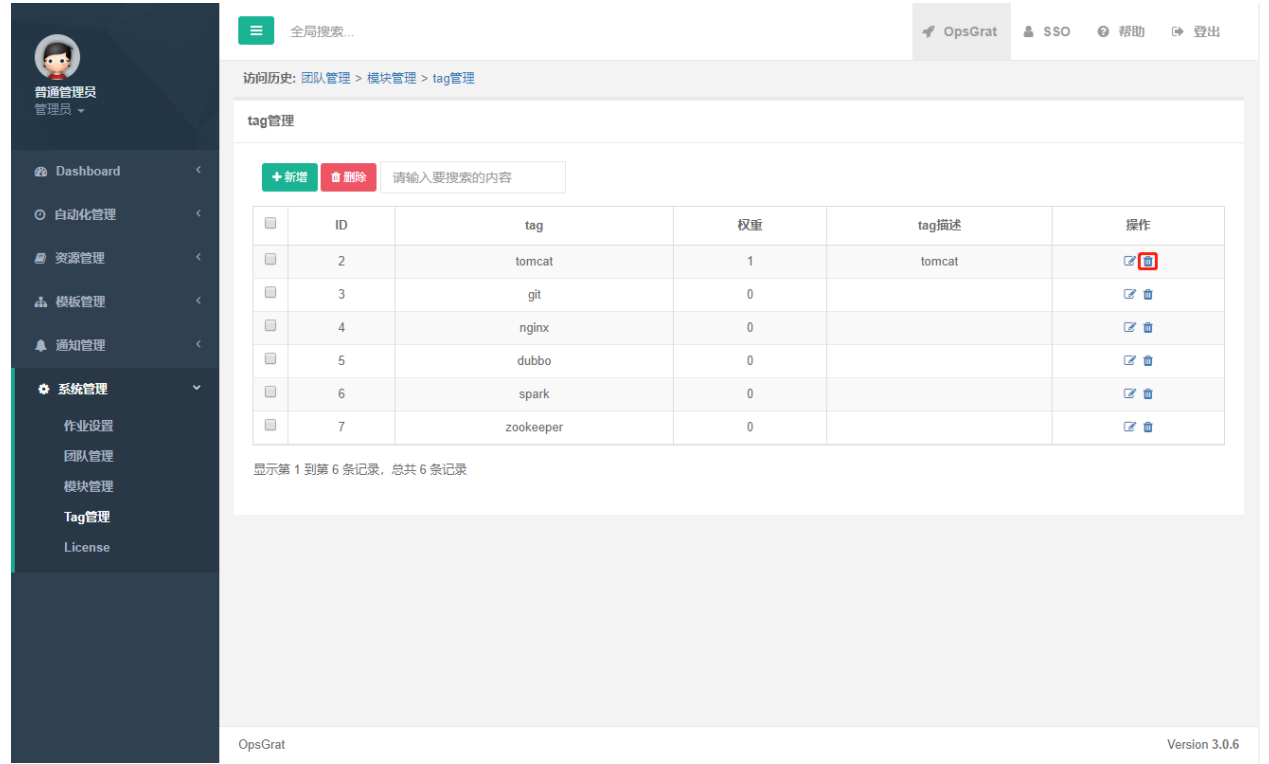 全局搜索...
OpsGrat SSO 帮助 登出
普通管理员
管理员
访问历史: 团队管理 > 模块管理 > tag管理
tag管理
Dashboard
自动化管理
资源管理
模板管理
通知管理
系统管理
作业设置
团队管理
模块管理
Tag管理
License
新增 删除 请输入要搜索的内容
ID tag 权重 tag描述 操作
2 tomcat 1 tomcat
3 git 0
4 nginx 0
5 dubbo 0
6 spark 0
7 zookeeper 0
显示第 1 到第 6 条记录，总共 6 条记录
OpsGrat Version 3.0.6